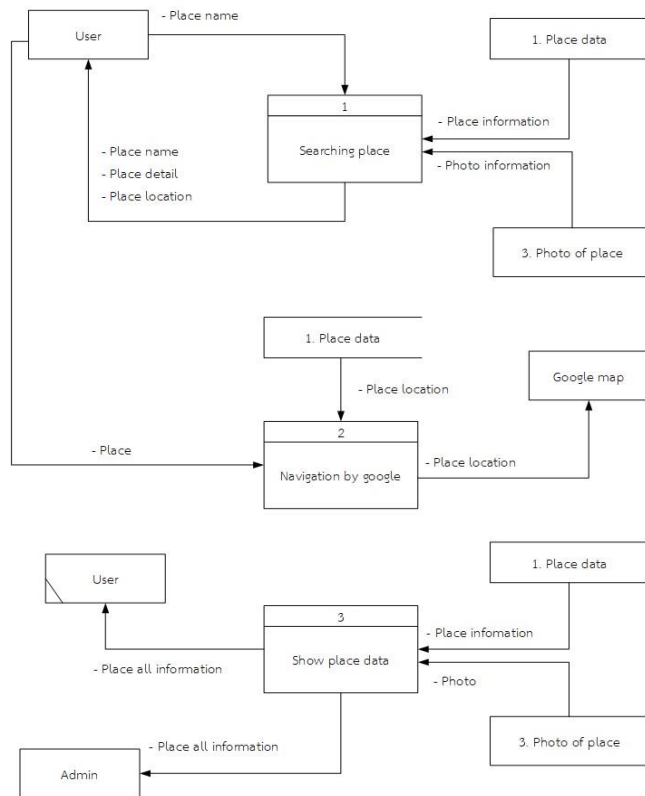 - Place name
User
1. Place data
1
- Place information
Searching place
- Photo information
- Place name
- Place detail
- Place location
3. Photo of place
1. Place data
Google map
- Place location
2
- Place
- Place location
Navigation by google
User
1. Place data
3
- Place infomation
Show place data
- Place all information
- Photo
3. Photo of place
- Place all information
Admin